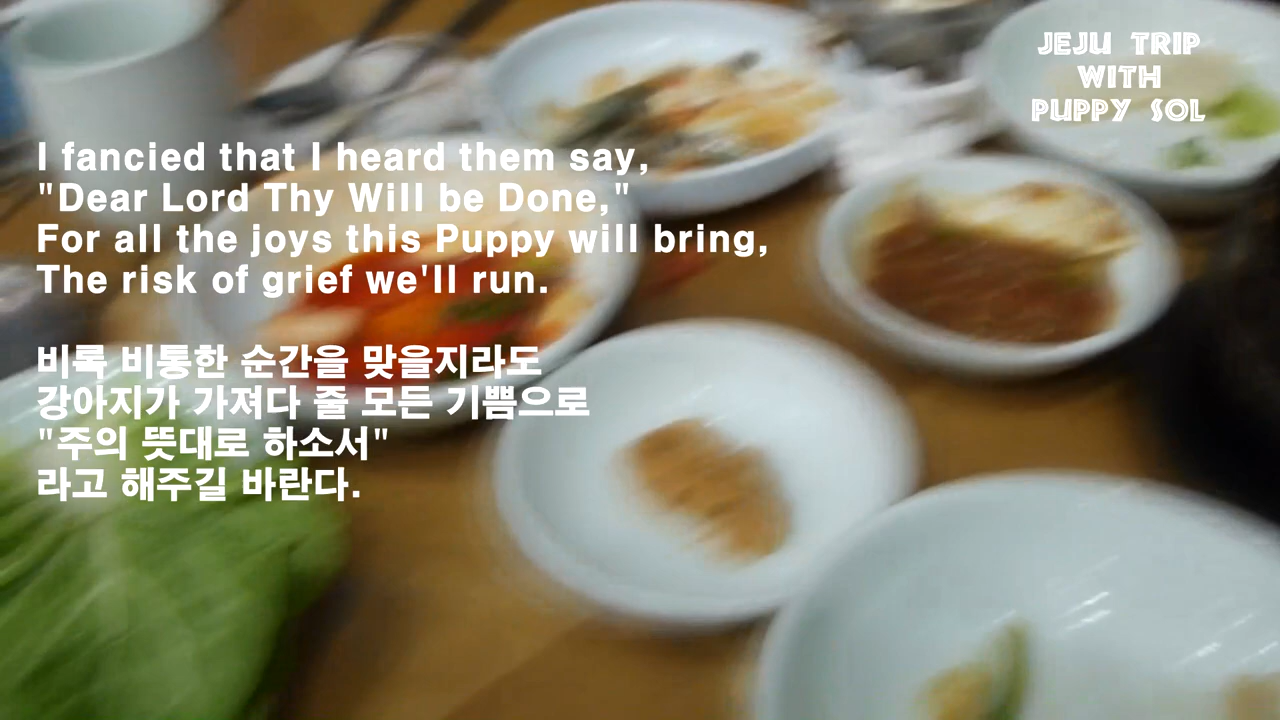 JEJU TRIP
WITH
PUPPY SOL
I fancied that I heard them say,
"Dear Lord Thy Will be Done,"
For all the joys this Puppy will bring,
The risk of grief we'll run.
비록 비통한 순간을 맞을지라도
강아지가 가져다 줄 모든 기쁨으로
"주의 뜻대로 하소서"
라고 해주길 바란다.